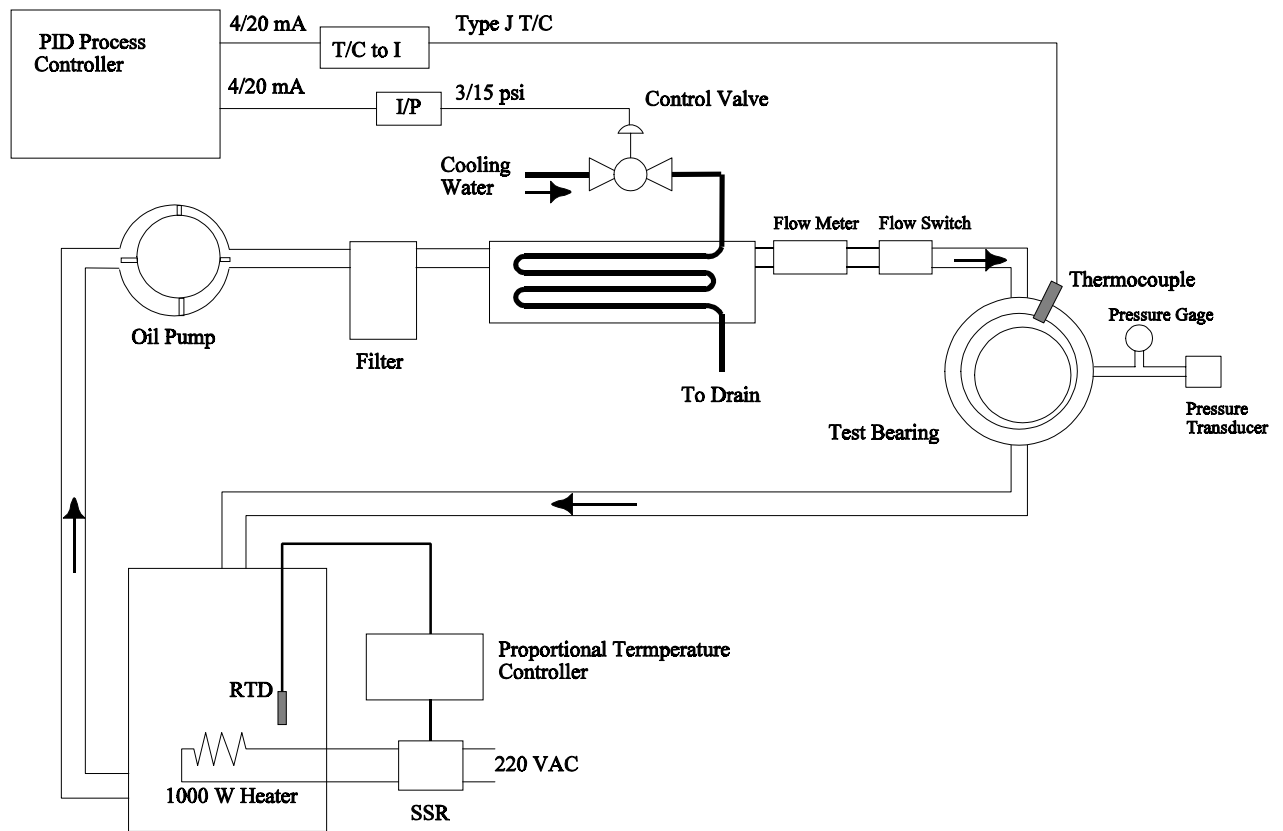 4/20 mA
Type J T/C
PID Process
Controller
T/C to I
4/20 mA
3/15 psi
I/P
Control Valve
Cooling
Water
Flow Meter
Flow Switch
Thermocouple
Pressure Gage
Oil Pump
Filter
To Drain
Pressure
Transducer
Test Bearing
Proportional Termperature
Controller
RTD
220 VAC
1000 W Heater
SSR